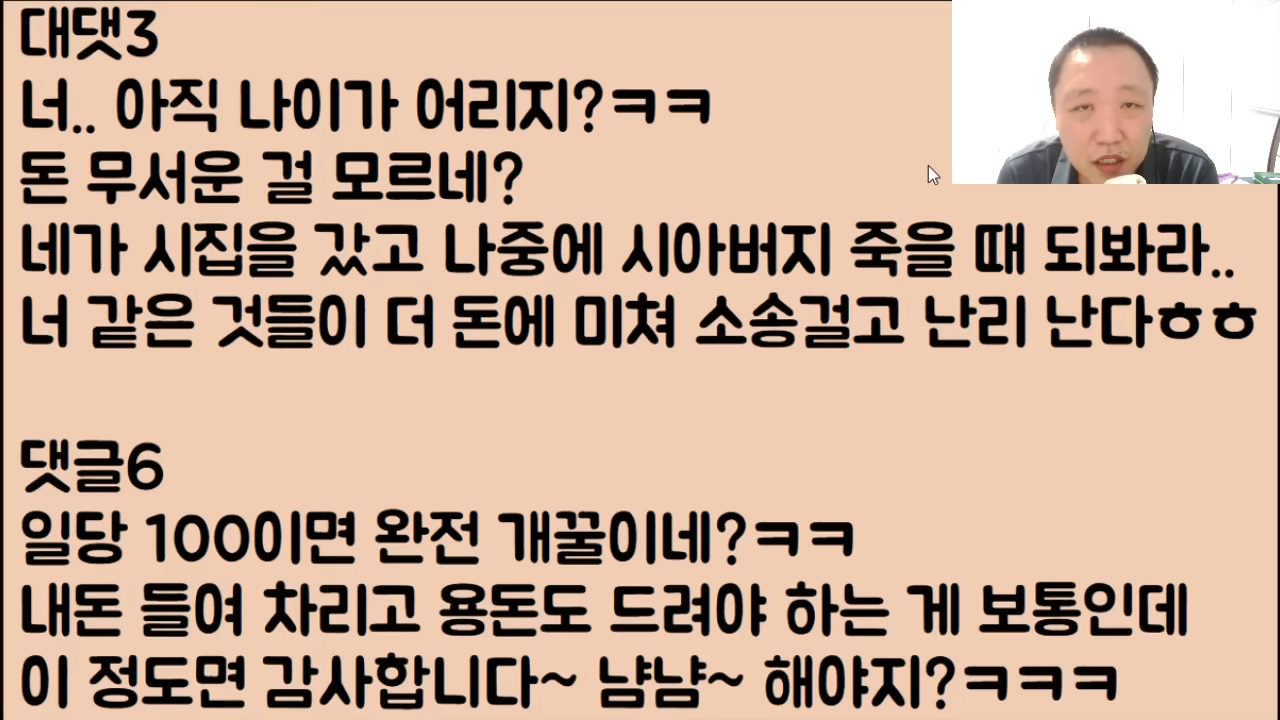 대댓3
너.. 아직 나이가 어리지?ㅋㅋ
돈 무서운 걸 모르네?
네가 시집을 갔고 나중에 시아버지 죽을 때 되봐라..
너 같은 것들이 더 돈에 미쳐 소송걸고 난리 난다ㅎㅎ
댓글6
일당 100이면 완전 개꿀이네?ㅋㅋ
내돈 들여 차리고 용돈도 드려야 하는 게 보통인데
이 정도면 감사합니다~ 냠냠~ 해야지?ㅋㅋㅋ